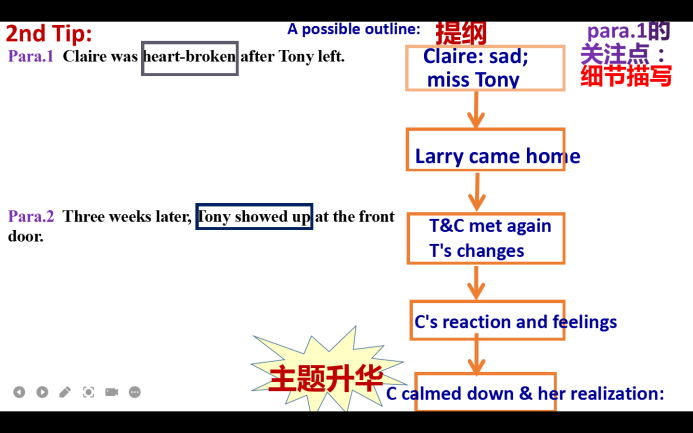 2nd Tip:
A possible outline:
提纲
para.1的
关注点：
细节描写
Para.1 Claire was heart-broken after Tony left.
Claire: sad;
miss Tony
Larry came home
Para.2 Three weeks later, Tony showed up at the front
door.
T&C met again
T's changes
C's reaction and feelings
主题升华
C calmed down & her realization: